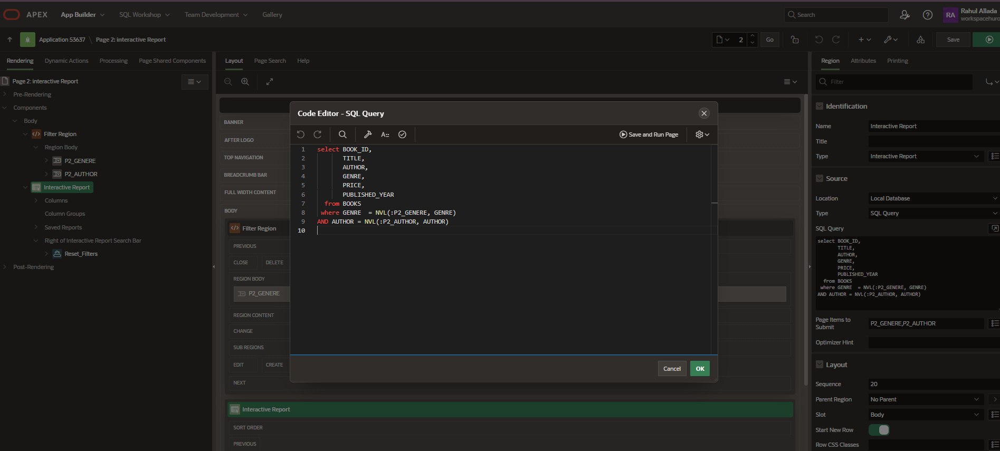 APEX App Builder SQL Workshop Team Development Gallery Search RA Rahul Allada
workspacehuro
Application 53637 \ Page 2: interactive Report 2 Go Save
Rendering Dynamic Actions Processing Page Shared Components
Page 2: interactive Report
Pre-Rendering
Components
Body
Filter Region
Region Body
P2_GENERE
P2_AUTHOR
Interactive Report
Columns
Column Groups
Saved Reports
Right of Interactive Report Search Bar
Reset_Filters
Post-Rendering
Layout Page Search Help
BANNER
AFTER LOGO
TOP NAVIGATION
BREADCRUMB BAR
FULL WIDTH CONTENT
BODY
Filter Region
PREVIOUS
CLOSE DELETE
REGION BODY
P2_GENERE
REGION CONTENT
CHANGE
SUB REGIONS
EDIT CREATE
NEXT
Interactive Report
SORT ORDER
PREVIOUS
Code Editor - SQL Query
Save and Run Page
1 select BOOK_ID,
2 TITLE,
3 AUTHOR,
4 GENRE,
5 PRICE,
6 PUBLISHED_YEAR
7 from BOOKS
8 where GENRE  = NVL(:P2_GENERE, GENRE)
9 AND AUTHOR = NVL(:P2_AUTHOR, AUTHOR)
10
Cancel OK
Region Attributes Printing
Filter
Identification
Name Interactive Report
Title
Type Interactive Report
Source
Location Local Database
Type SQL Query
SQL Query
select BOOK_ID,
TITLE,
AUTHOR,
GENRE,
PRICE,
PUBLISHED_YEAR
from BOOKS
where GENRE  = NVL(:P2_GENERE, GENRE)
AND AUTHOR = NVL(:P2_AUTHOR, AUTHOR)
Page Items to
Submit P2_GENERE,P2_AUTHOR
Optimizer Hint
Layout
Sequence 20
Parent Region No Parent
Slot Body
Start New Row
Row CSS Classes